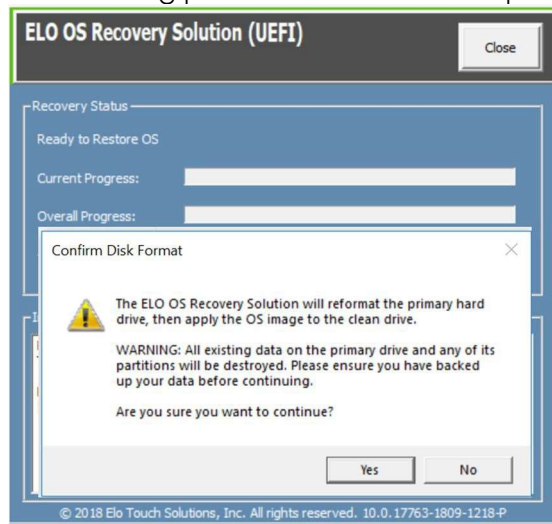 ELO OS Recovery Solution (UEFI)
Close
Recovery Status
Ready to Restore OS
Current Progress:
Overall Progress:
Confirm Disk Format
The ELO OS Recovery Solution will reformat the primary hard
drive, then apply the OS image to the clean drive.
WARNING: All existing data on the primary drive and any of its
partitions will be destroyed. Please ensure you have backed
up your data before continuing.
Are you sure you want to continue?
Yes
No
© 2018 Elo Touch Solutions, Inc. All rights reserved. 10.0.17763-1809-1218-P